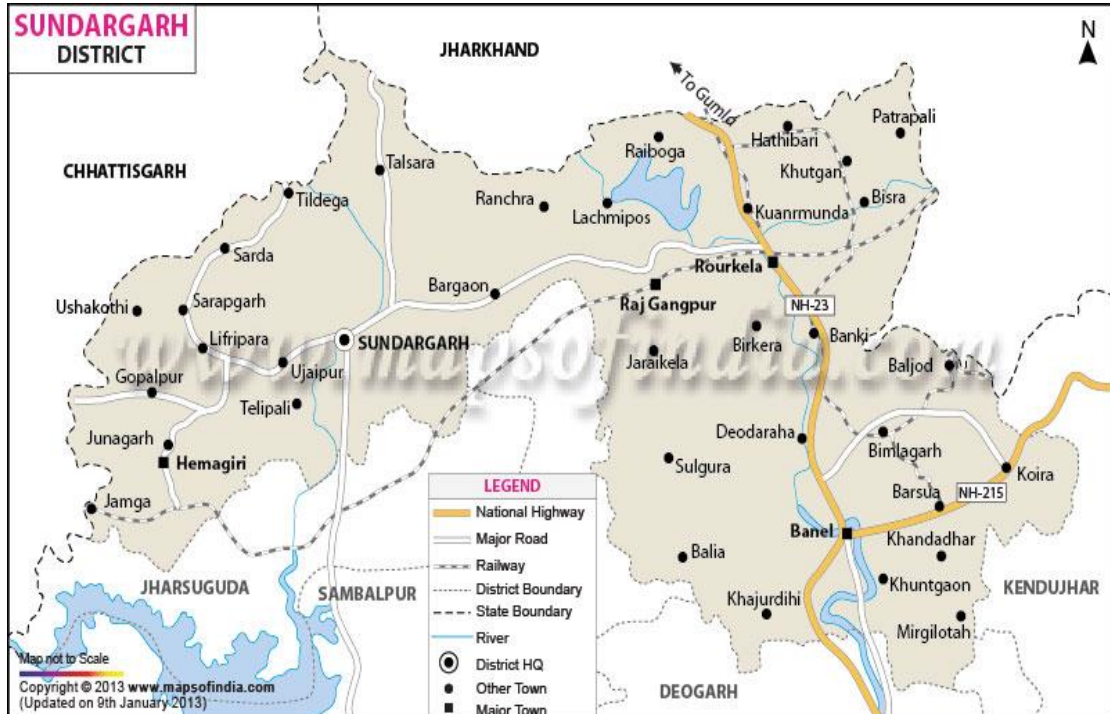 SUNDARGARH
DISTRICT
JHARKHAND
N
To Gumla
Patrapali
Hathibari
Raiboga
Khutgan
CHHATTISGARH
Talsara
Tildega
Ranchra
Lachmipos
Kuanrmunda
Bisra
Sarda
Rourkela
Bargaon
Raj Gangpur
Ushakothi
Sarapgarh
NH-23
Lifripara
SUNDARGARH
Birkera
Banki
www.mapsofindia.com
Jaraikela
Baljod
Ujaipur
Gopalpur
Telipali
Junagarh
Deodaraha
Bimlagarh
Hemagiri
Sulgura
Koira
LEGEND
Barsua
NH-215
Jamga
National Highway
Banel
Major Road
Khandadhar
Balia
Railway
JHARSUGUDA
SAMBALPUR
District Boundary
Khuntgaon
KENDUJHAR
State Boundary
Khajurdihi
River
Mirgilotah
District HQ
Map not to Scale
Copyright © 2013 www.mapsofindia.com
(Updated on 9th January 2013)
Other Town
DEOGARH
Major Town